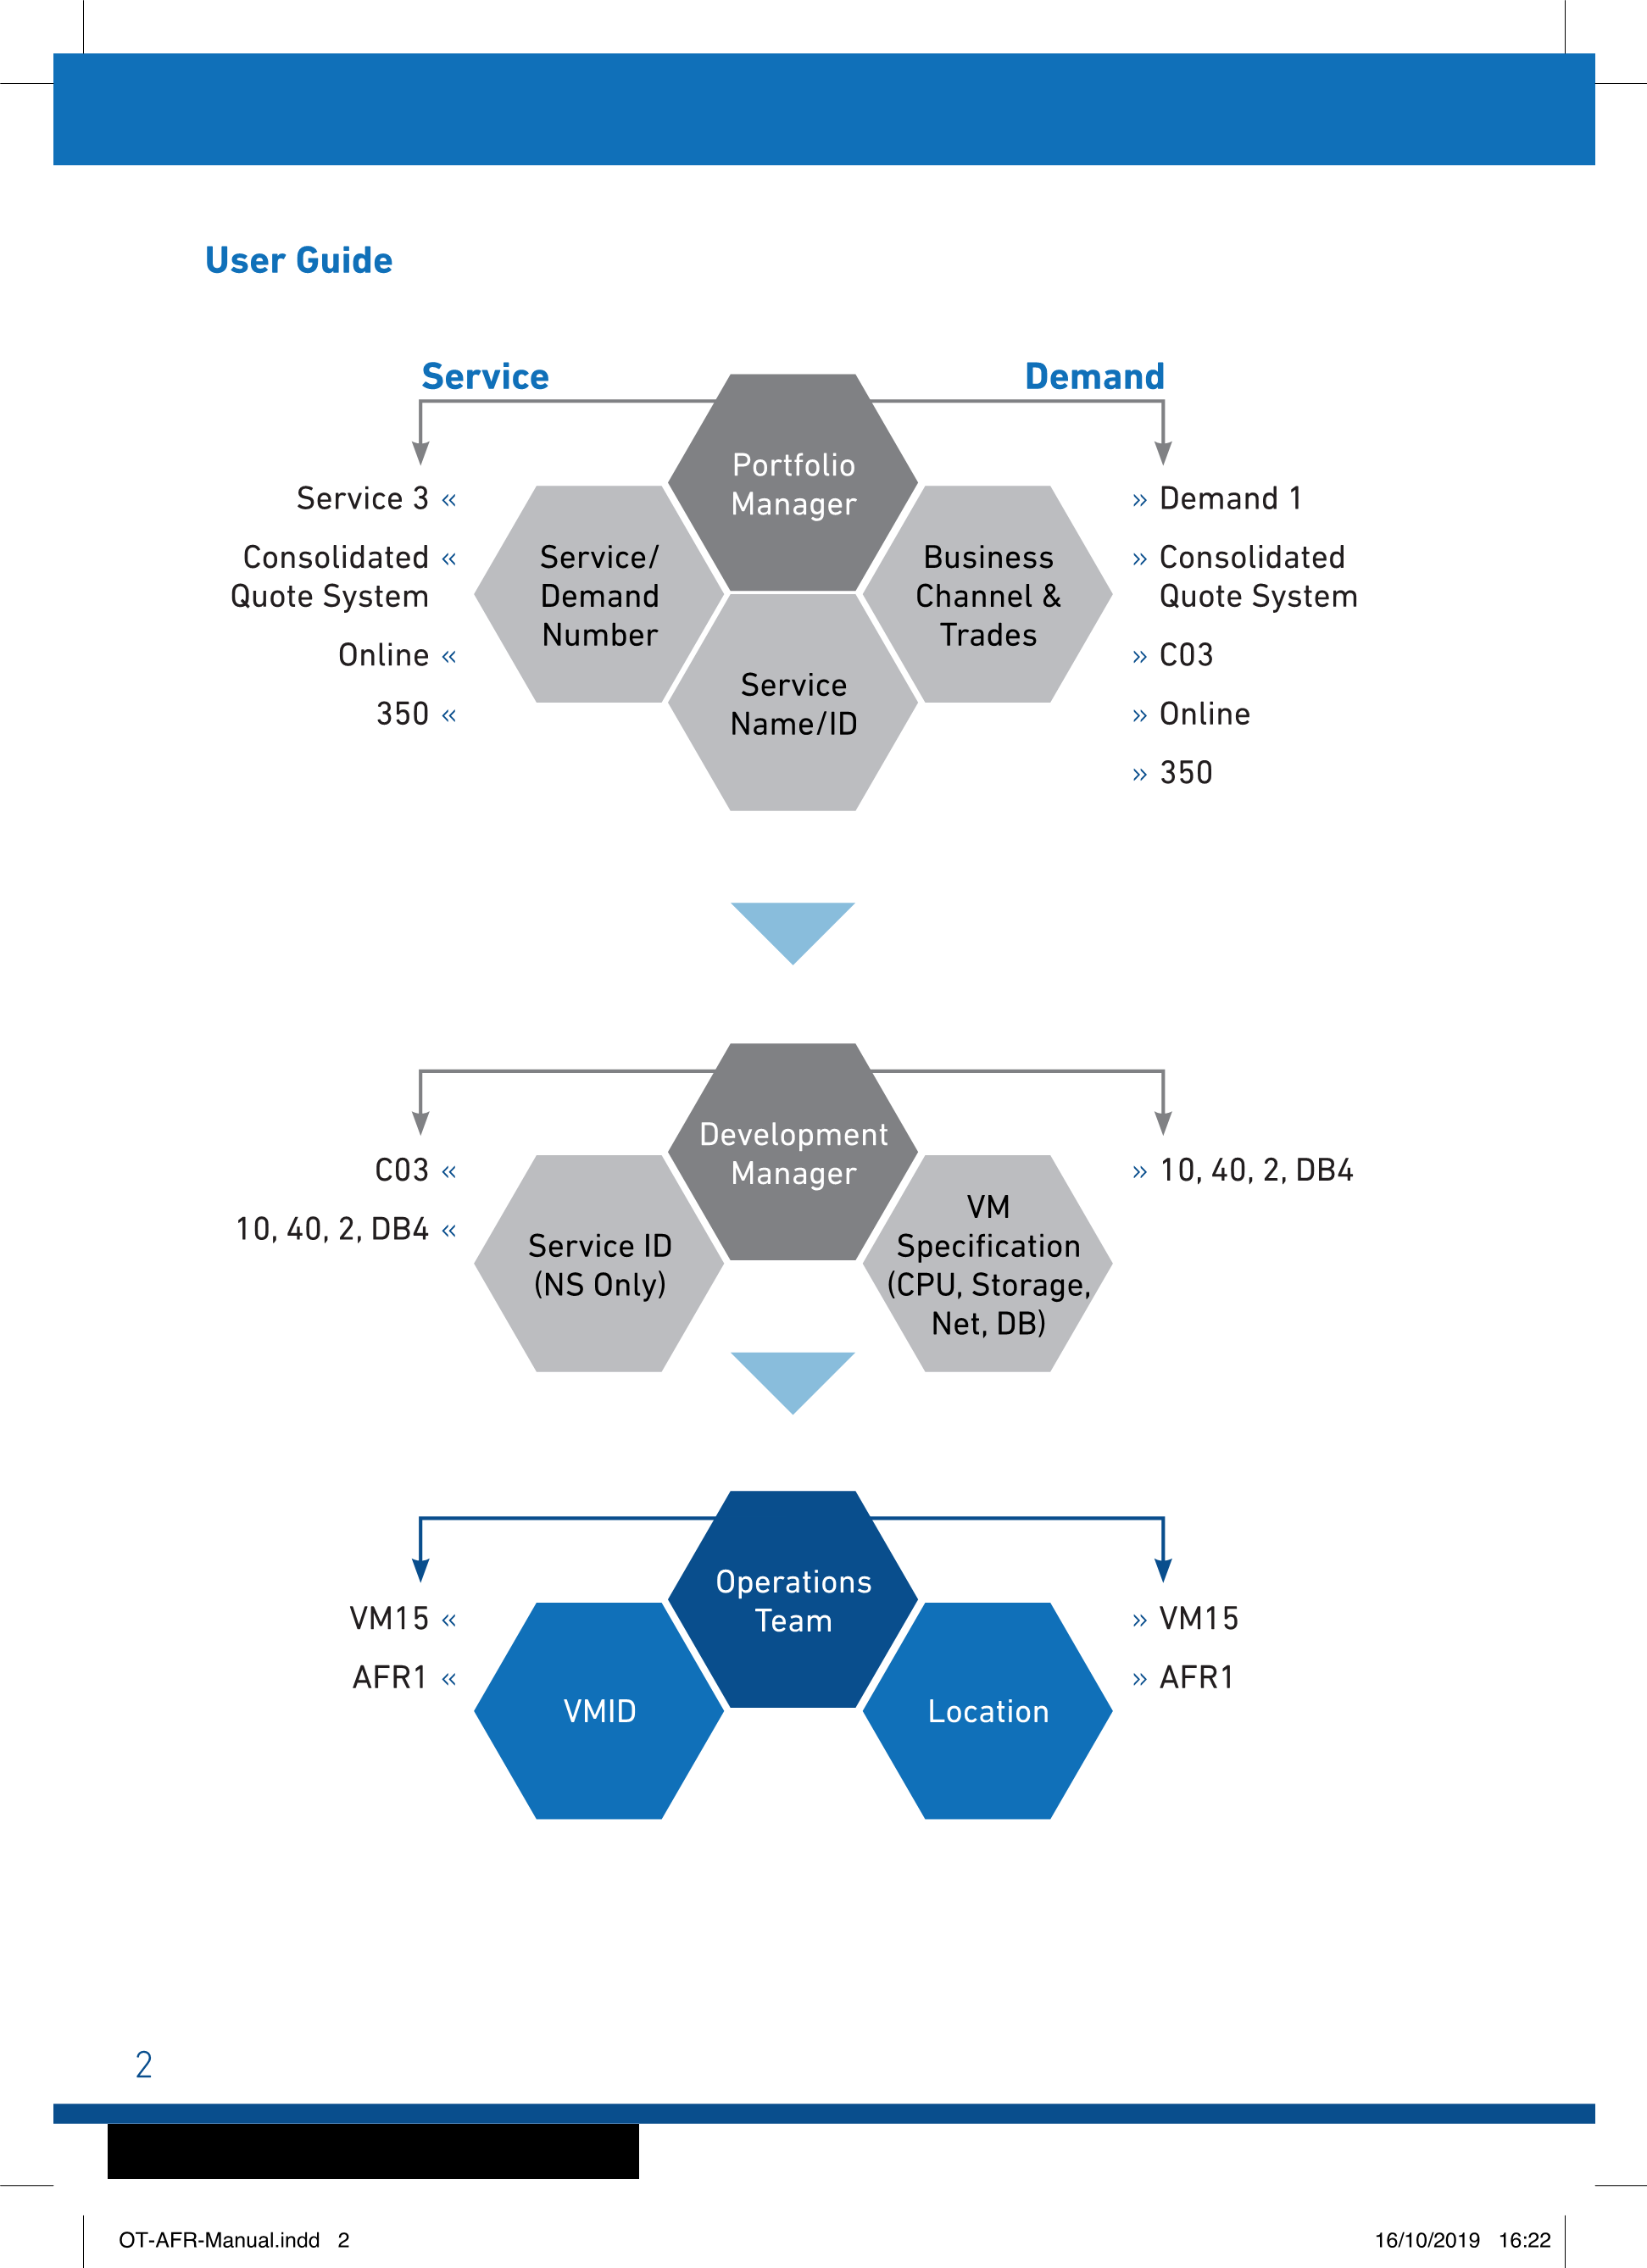 User Guide
Service
Demand
Portfolio
Manager
Service 3 «
Consolidated «
Quote System
Online «
350 «
Service/
Demand
Number
Service
Name/ID
Business
Channel &
Trades
» Demand 1
» Consolidated
Quote System
» C03
» Online
» 350
Development
Manager
C03 «
10, 40, 2, DB4 «
Service ID
(NS Only)
VM
Specification
(CPU, Storage,
Net, DB)
» 10, 40, 2, DB4
Operations
Team
VM15 «
AFR1 «
VMID
Location
» VM15
» AFR1
2
OT-AFR-Manual.indd 2
16/10/2019 16:22